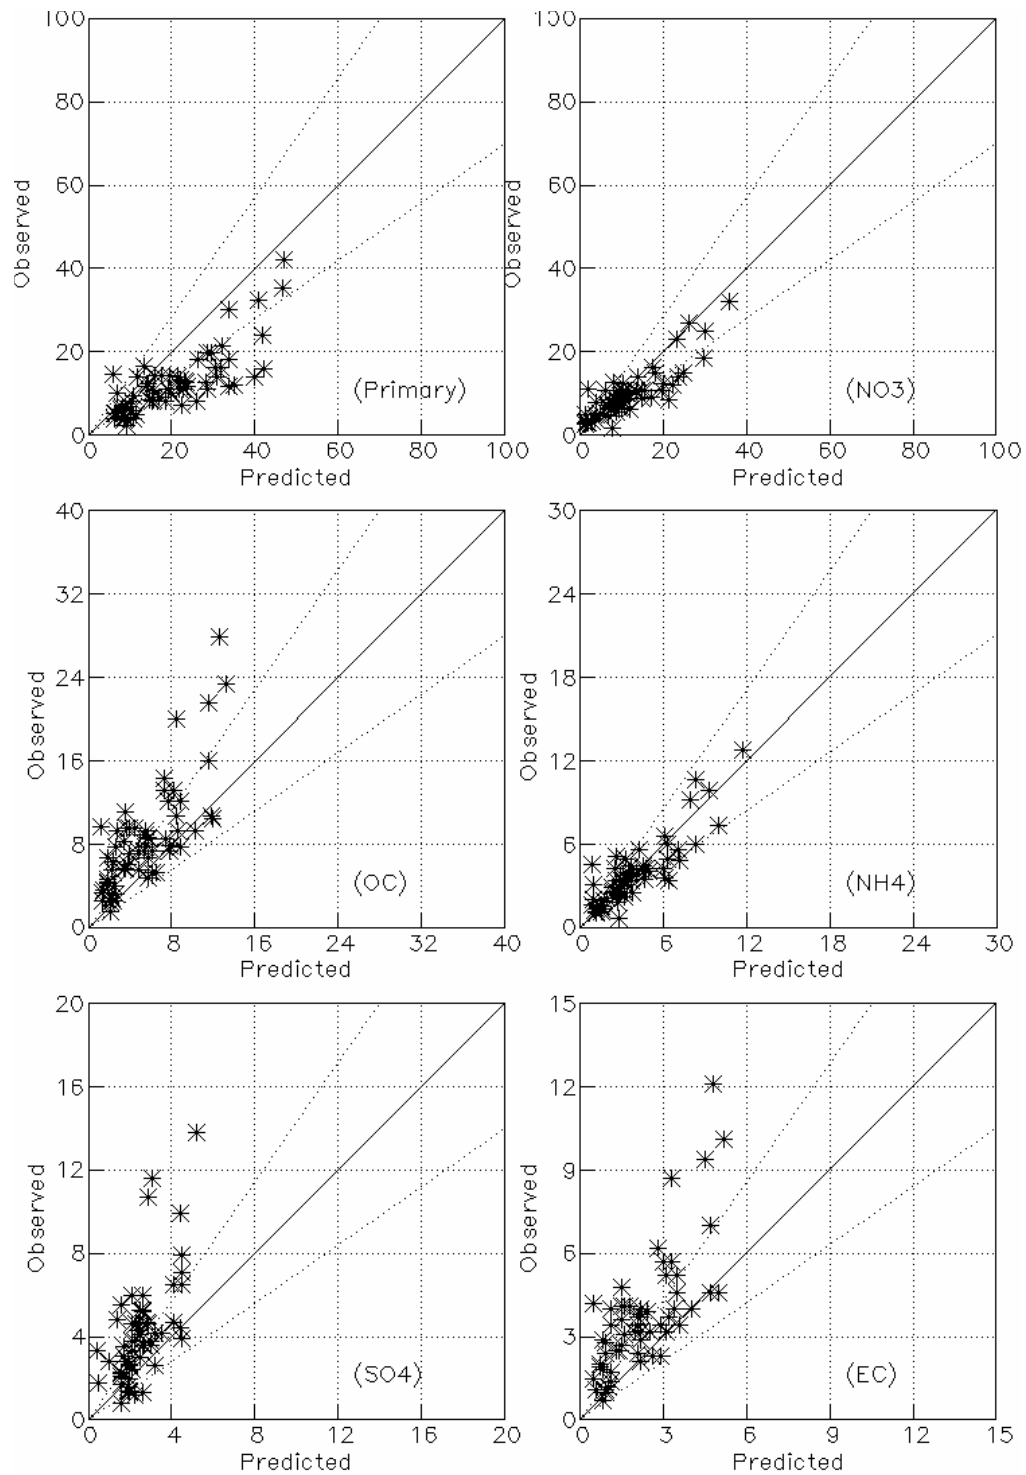 100 100
80 80
60 60
40 40
20 20
0 0
Observed Observed
(Primary) (NO3)
0 20 40 60 80 100 0 20 40 60 80 100
Predicted Predicted
40 30
32 24
24 18
16 12
8 6
0 0
Observed Observed
(OC) (NH4)
0 8 16 24 32 40 0 6 12 18 24 30
Predicted Predicted
20 15
16 12
12 9
8 6
4 3
0 0
Observed Observed
(SO4) (EC)
0 4 8 12 16 20 0 3 6 9 12 15
Predicted Predicted